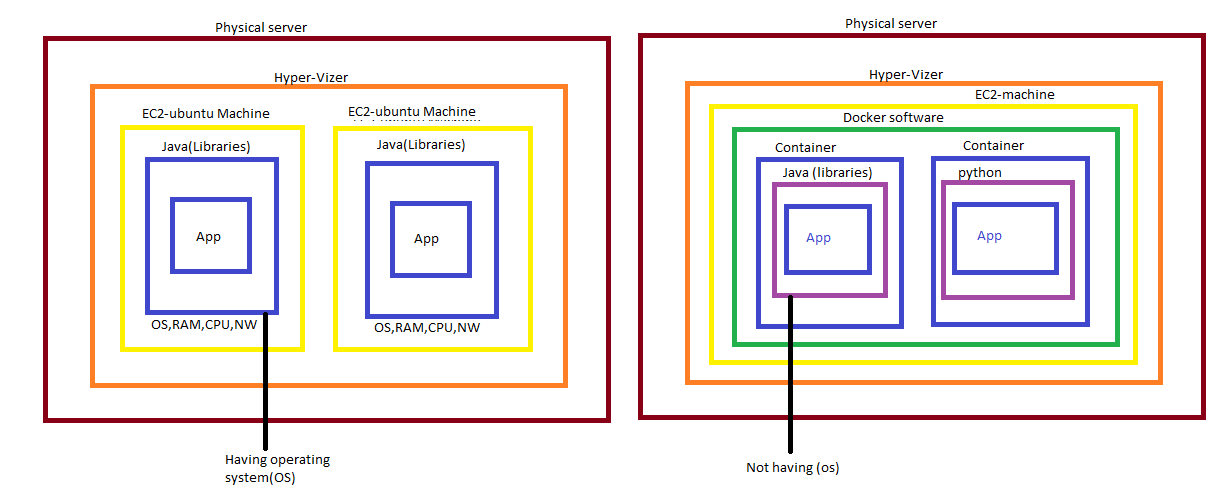 Physical server
Hyper-Vizer
EC2-ubuntu Machine
EC2-ubuntu Machine
Java(Libraries)
Java(Libraries)
App
App
OS,RAM,CPU,NW
OS,RAM,CPU,NW
Having operating
system(OS)
Physical server
Hyper-Vizer
EC2-machine
Docker software
Container
Container
Java (libraries)
python
App
App
Not having (os)